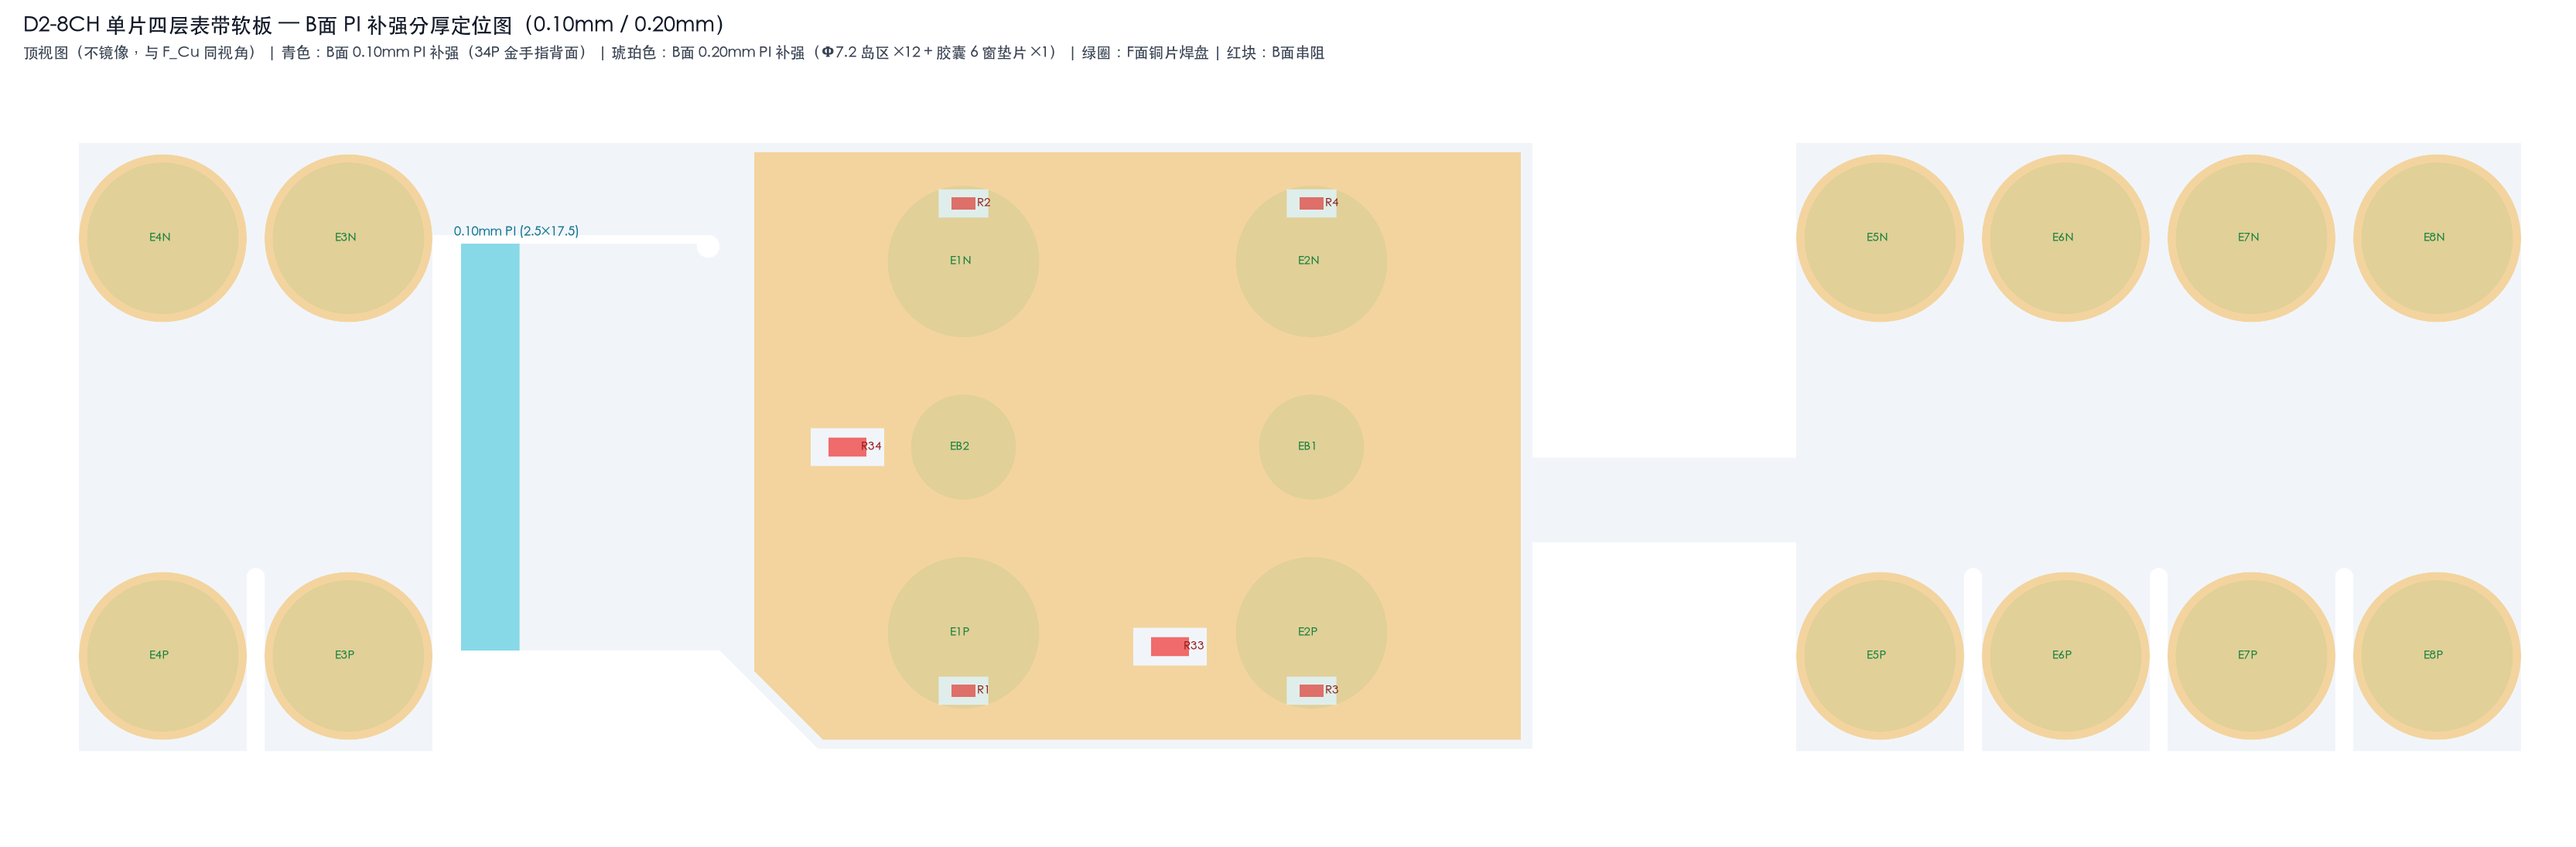 D2-8CH 单片四层表带软板 — B面 PI 补强分厚定位图（0.10mm / 0.20mm）
顶视图（不镜像，与 F_Cu 同视角） | 青色：B面 0.10mm PI 补强（34P 金手指背面） | 琥珀色：B面 0.20mm PI 补强（Φ7.2 岛区 ×12 + 胶囊 6 窗垫片 ×1） | 绿圈：F面铜片焊盘 | 红块：B面串阻
R2
R4
0.10mm PI (2.5×17.5)
E4N
E3N
E1N
E2N
E5N
E6N
E7N
E8N
R34
EB2
EB1
E1P
E2P
R33
E4P
E3P
E5P
E6P
E7P
E8P
R1
R3